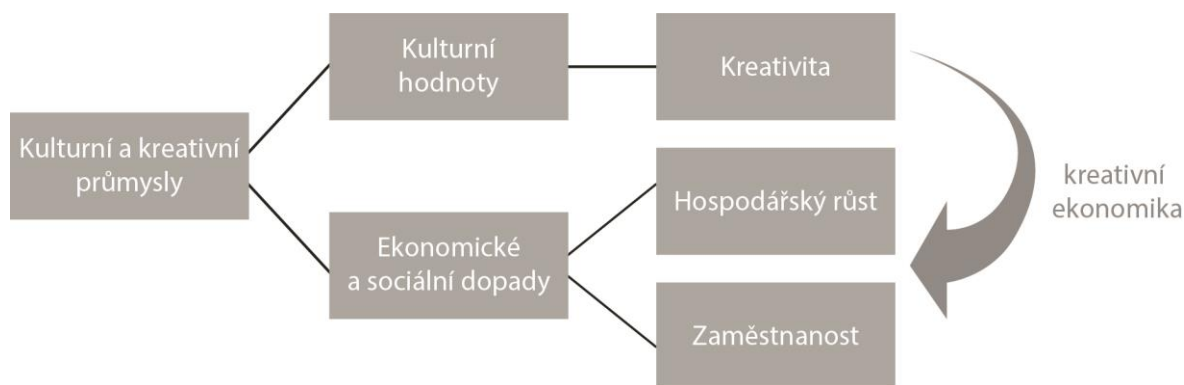 Kulturní a kreativní
průmysly
Kulturní
hodnoty
Ekonomické
a sociální dopady
Kreativita
Hospodářský růst
Zaměstnanost
kreativní
ekonomika